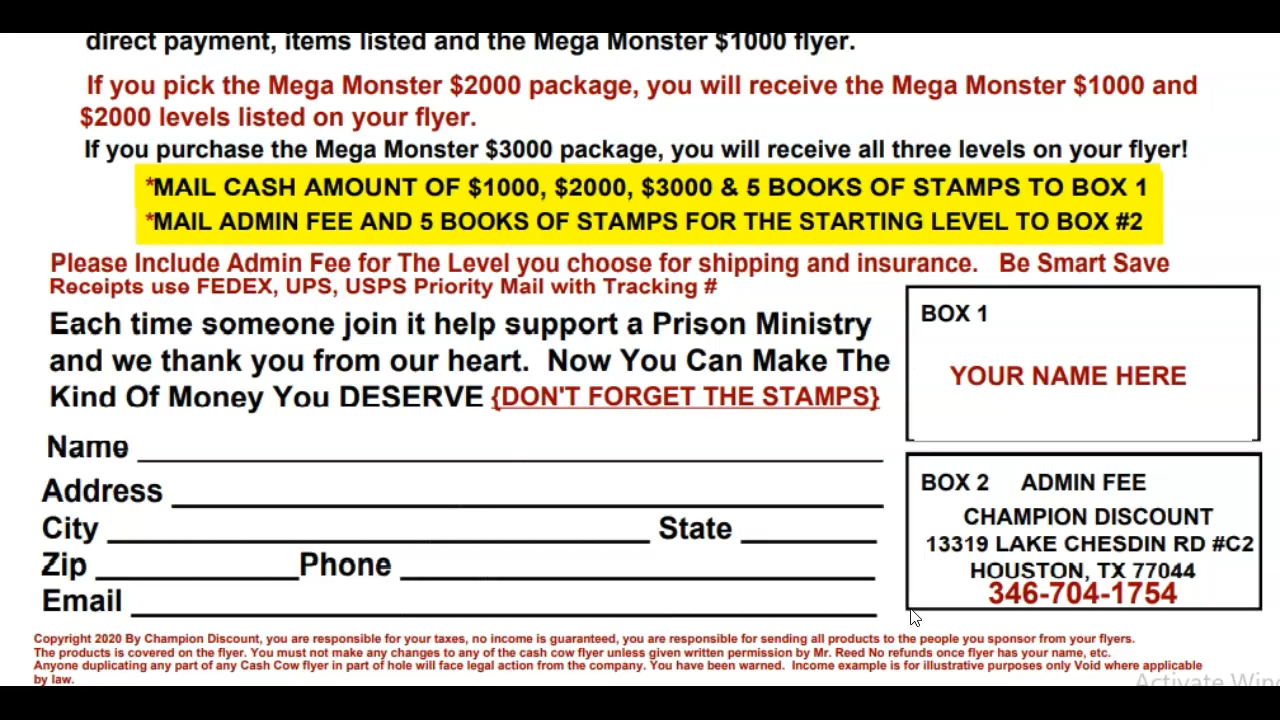 direct payment, items listed and the Mega Monster $1000 flyer.
If you pick the Mega Monster $2000 package, you will receive the Mega Monster $1000 and
$2000 levels listed on your flyer.
If you purchase the Mega Monster $3000 package, you will receive all three levels on your flyer!
*MAIL CASH AMOUNT OF $1000, $2000, $3000 & 5 BOOKS OF STAMPS TO BOX 1
*MAIL ADMIN FEE AND 5 BOOKS OF STAMPS FOR THE STARTING LEVEL TO BOX #2
Please Include Admin Fee for The Level you choose for shipping and insurance. Be Smart Save
Receipts use FEDEX, UPS, USPS Priority Mail with Tracking #
Each time someone join it help support a Prison Ministry
and we thank you from our heart. Now You Can Make The
Kind Of Money You DESERVE {DON'T FORGET THE STAMPS}
Name
Address
City State
Zip Phone
Email
BOX 1
YOUR NAME HERE
BOX 2 ADMIN FEE
CHAMPION DISCOUNT
13319 LAKE CHESDIN RD #C2
HOUSTON, TX 77044
346-704-1754
Copyright 2020 By Champion Discount, you are responsible for your taxes, no income is guaranteed, you are responsible for sending all products to the people you sponsor from your flyers.
The products is covered on the flyer. You must not make any changes to any of the cash cow flyer unless given written permission by Mr. Reed No refunds once flyer has your name, etc.
Anyone duplicating any part of any Cash Cow flyer in part of hole will face legal action from the company. You have been warned. Income example is for illustrative purposes only Void where applicable
by law.
Activate Wind